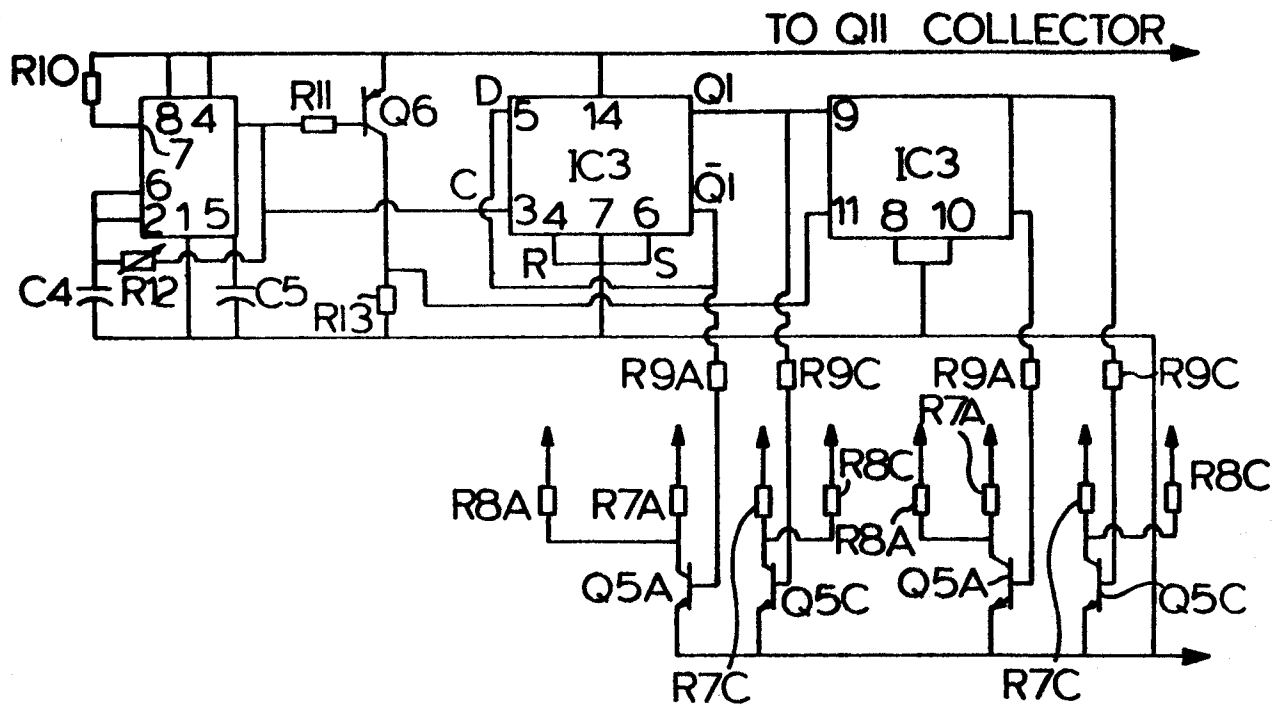 TO Q11 COLLECTOR
R10
R11
Q6
D
Q1
8 4
7
6
2 1 5
5
14
IC3
C
3 4 7 6
Q̄1
R
S
9
IC3
11 8 10
C4
R12
C5
R13
R9A
R9C
R9A
R9C
R7A
R8A
R7A
R8C
R8A
R8C
Q5A
Q5C
Q5A
Q5C
R7C
R7C